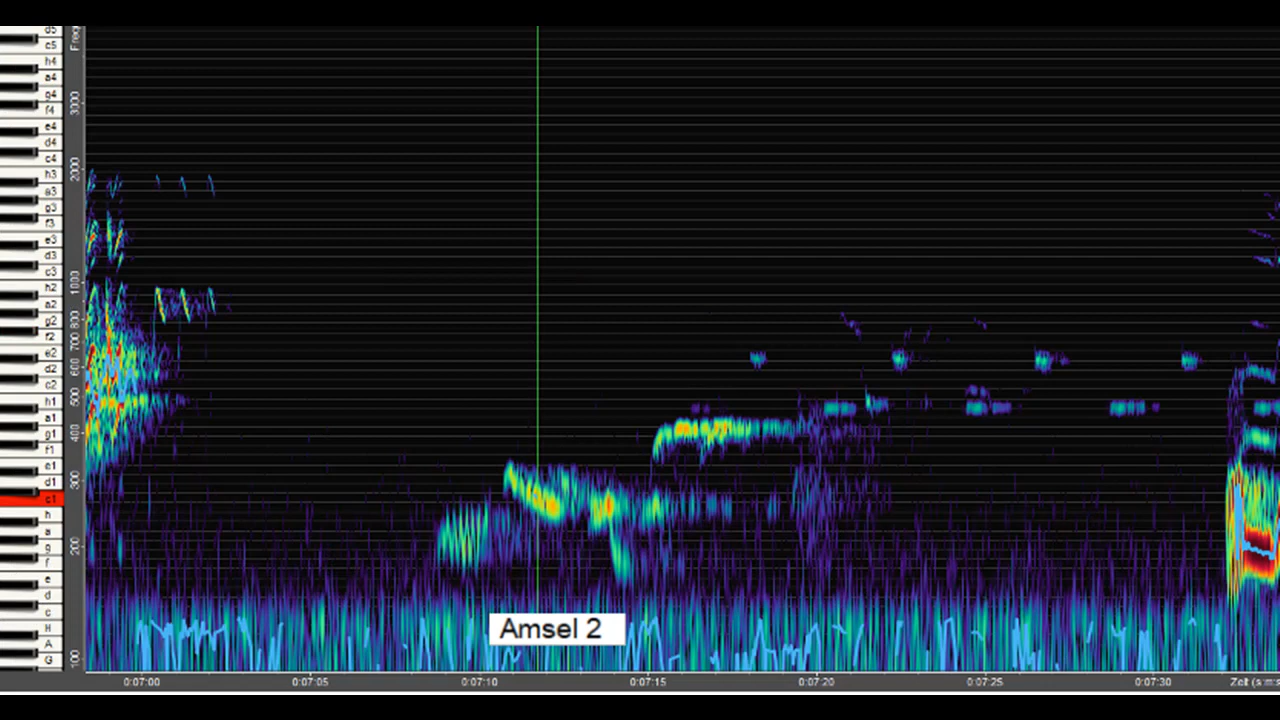 d5
c5
h4
a4
g4
f4
e4
d4
c4
h3
a3
g3
f3
e3
d3
c3
h2
a2
g2
f2
e2
d2
c2
h1
a1
g1
f1
e1
d1
c1
h
a
g
f
e
d
c
H
A
G
3000
2000
1000
800
700
600
500
400
300
200
100
Amsel 2
0:07:00 0:07:05 0:07:10 0:07:15 0:07:20 0:07:25 0:07:30 Zeit